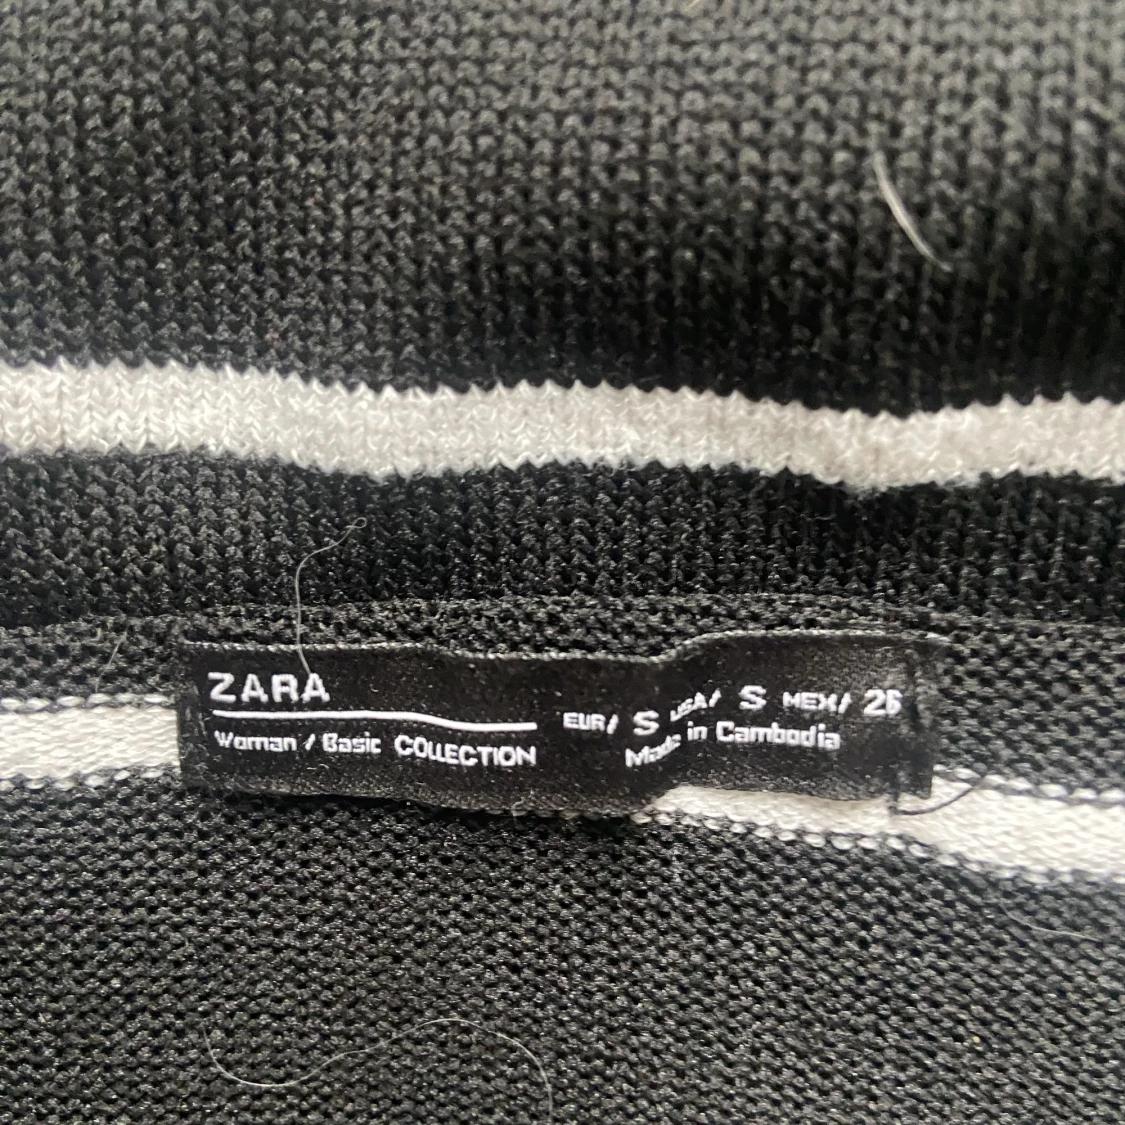 ZARA
Woman / Basic COLLECTION
EUR/ S USA/ S MEX/ 26
Made in Cambodia